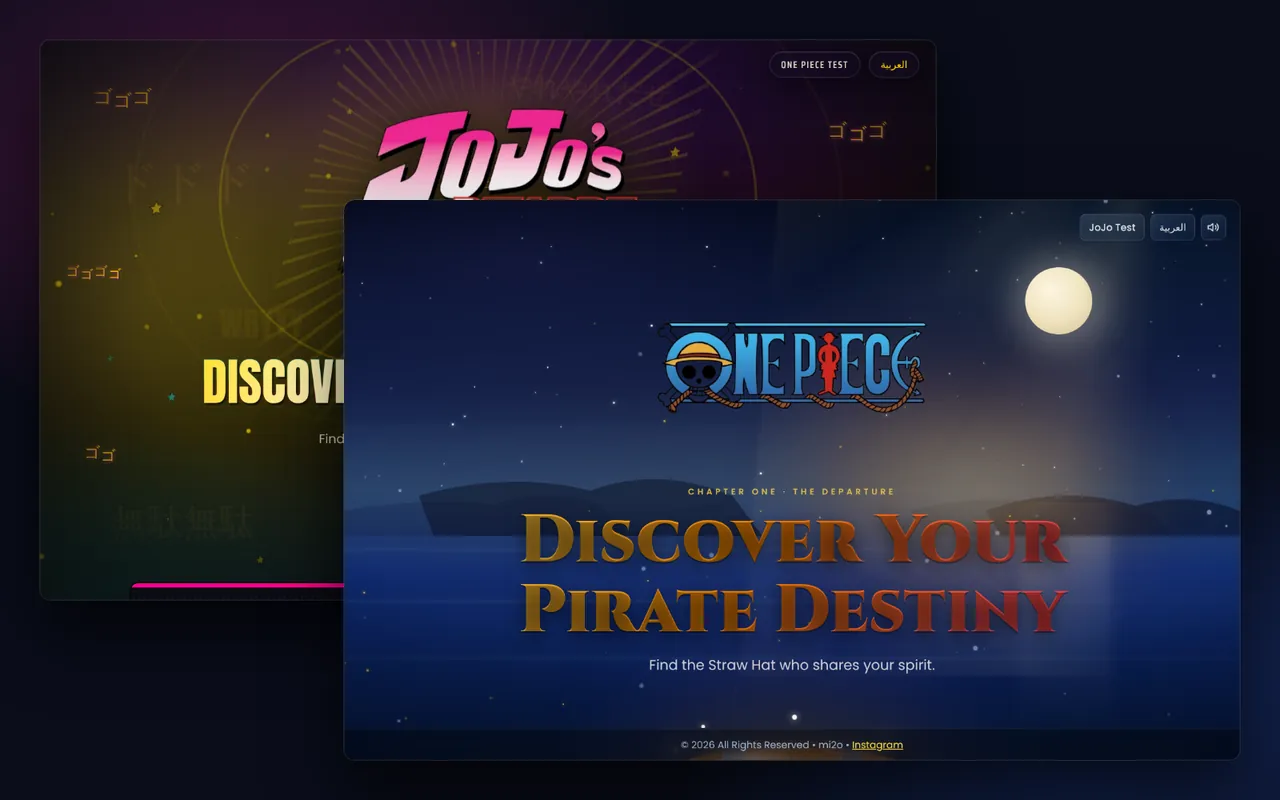 ONE PIECE TEST
العربية
ゴゴゴ
ゴゴゴ
JOJO'S
ドドド
ゴゴゴゴ
DISCOV
Find
ゴゴ
無駄無駄
JoJo Test
العربية
ONE PIECE
CHAPTER ONE · THE DEPARTURE
DISCOVER YOUR
PIRATE DESTINY
Find the Straw Hat who shares your spirit.
© 2026 All Rights Reserved • mi2o • Instagram